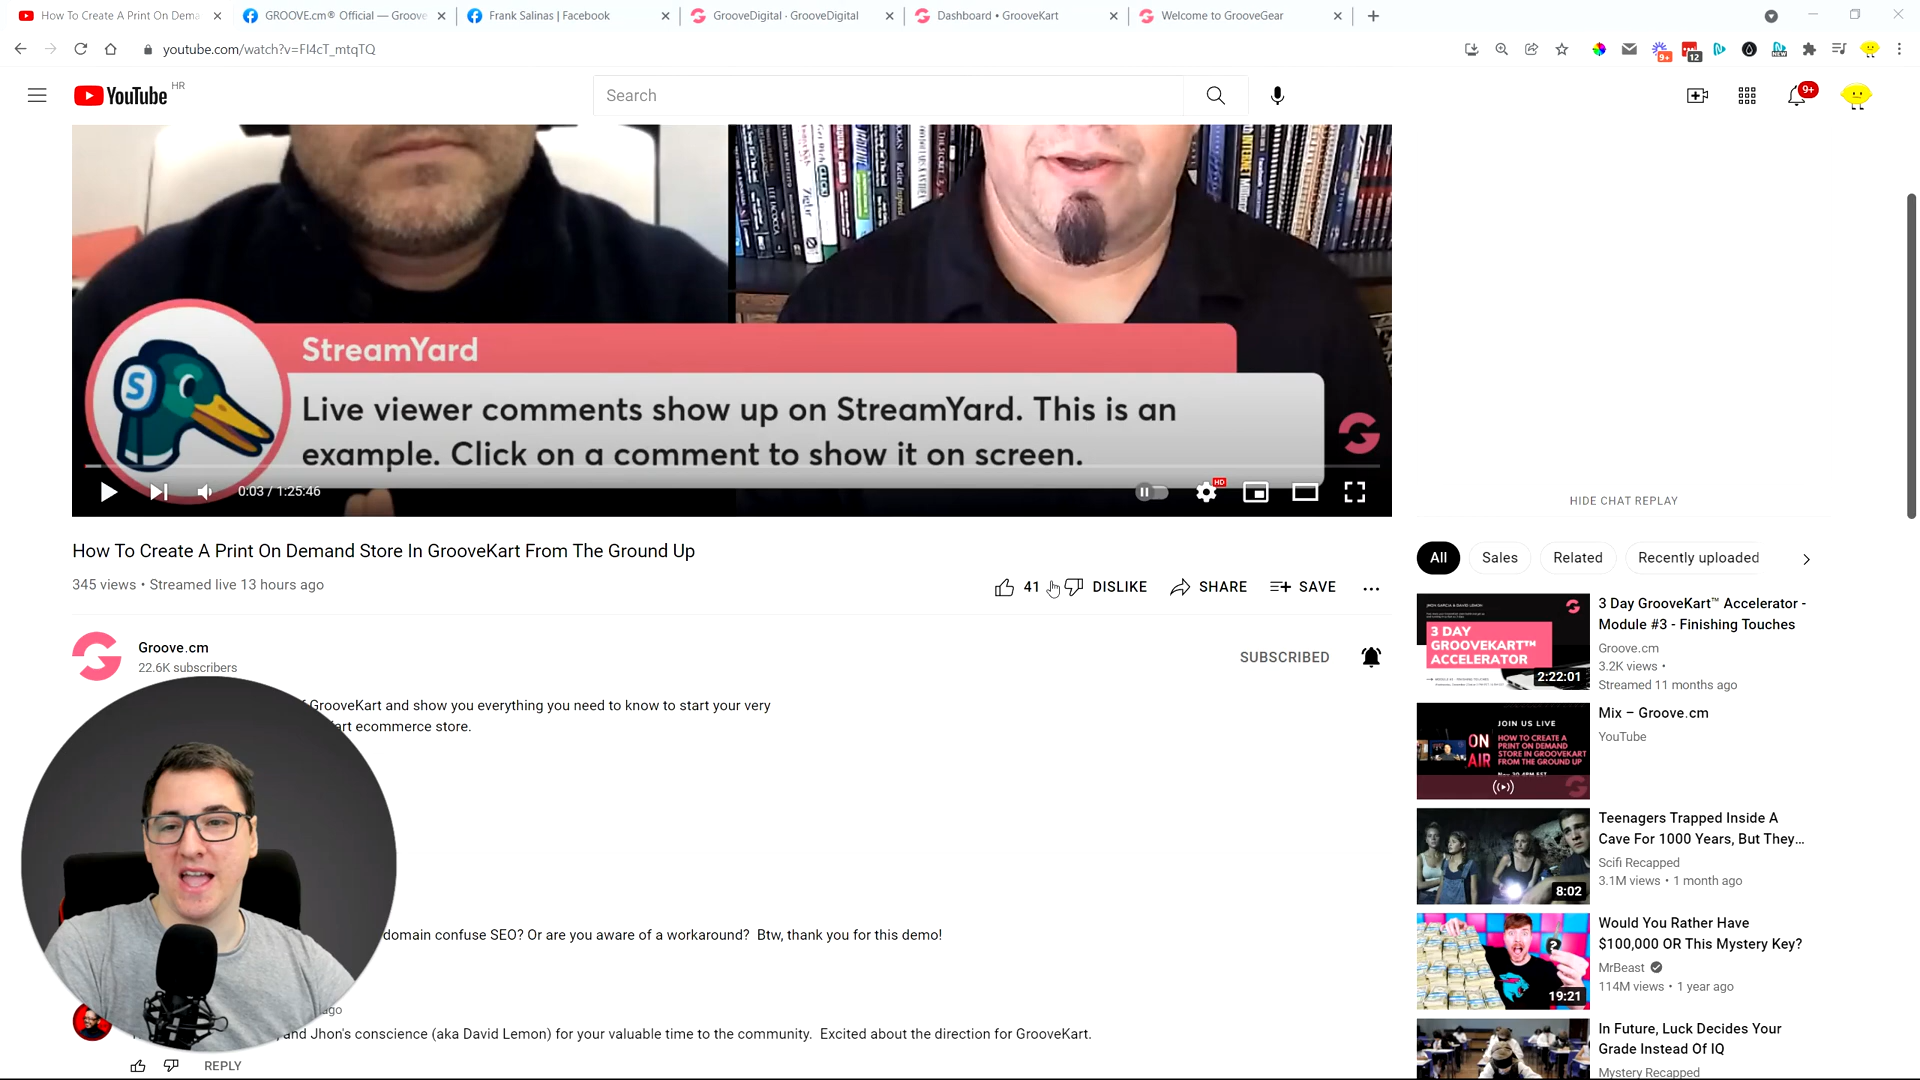 How To Create A Print On Dema
GROOVE.cm® Official — Groove
Frank Salinas | Facebook
GrooveDigital · GrooveDigital
Dashboard • GrooveKart
Welcome to GrooveGear
youtube.com/watch?v=FI4cT_mtqTQ
9+
12
NEW
YouTube
HR
Search
9+
StreamYard
S
Live viewer comments show up on StreamYard. This is an
example. Click on a comment to show it on screen.
0:03 / 1:25:46
HD
HIDE CHAT REPLAY
How To Create A Print On Demand Store In GrooveKart From The Ground Up
345 views • Streamed live 13 hours ago
41
DISLIKE
SHARE
SAVE
Groove.cm
22.6K subscribers
SUBSCRIBED
GrooveKart and show you everything you need to know to start your very
ecommerce store.
domain confuse SEO? Or are you aware of a workaround? Btw, thank you for this demo!
ago
and Jhon's conscience (aka David Lemon) for your valuable time to the community. Excited about the direction for GrooveKart.
REPLY
All
Sales
Related
Recently uploaded
3 DAY
GROOVEKART™
ACCELERATOR
2:22:01
3 Day GrooveKart™ Accelerator -
Module #3 - Finishing Touches
Groove.cm
3.2K views •
Streamed 11 months ago
JOIN US LIVE
ON
AIR
HOW TO CREATE A
PRINT ON DEMAND
STORE IN GROOVEKART
FROM THE GROUND UP
Mix – Groove.cm
YouTube
8:02
Teenagers Trapped Inside A
Cave For 1000 Years, But They...
Scifi Recapped
3.1M views • 1 month ago
19:21
Would You Rather Have
$100,000 OR This Mystery Key?
MrBeast
114M views • 1 year ago
In Future, Luck Decides Your
Grade Instead Of IQ
Mystery Recapped